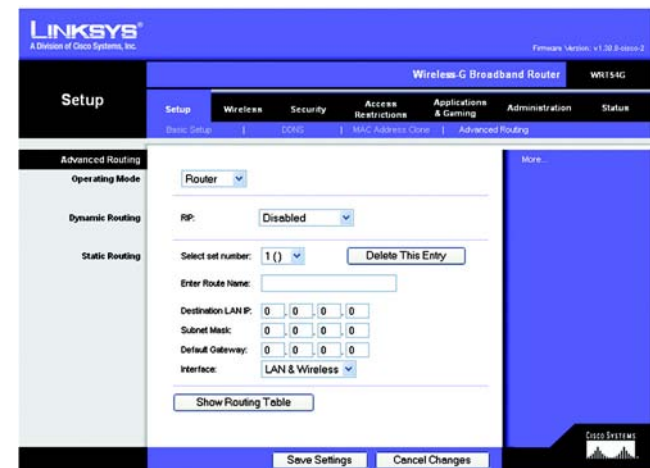 LINKSYS®
A Division of Cisco Systems, Inc.
Firmware Version: v1.30.0-cisco-2
Wireless-G Broadband Router WRT54G
Setup
Setup Wireless Security Access Restrictions Applications & Gaming Administration Status
Basic Setup | DDNS | MAC Address Clone | Advanced Routing
Advanced Routing
More...
Operating Mode Router
Dynamic Routing RIP: Disabled
Static Routing Select set number: 1 () Delete This Entry
Enter Route Name:
Destination LAN IP: 0 . 0 . 0 . 0
Subnet Mask: 0 . 0 . 0 . 0
Default Gateway: 0 . 0 . 0 . 0
Interface: LAN & Wireless
Show Routing Table
Save Settings Cancel Changes
CISCO SYSTEMS